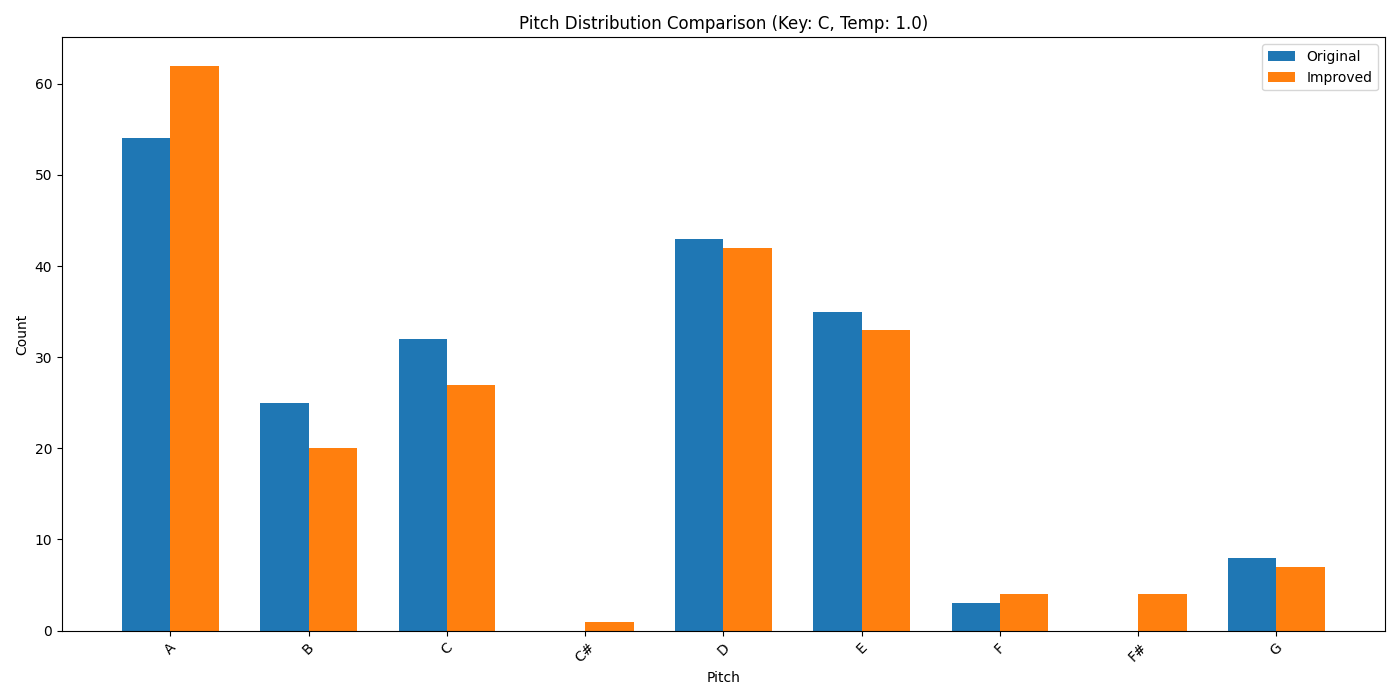 Pitch Distribution Comparison (Key: C, Temp: 1.0)
Original
Improved
60
50
40
30
20
10
0
Count
A
B
C
C#
D
E
F
F#
G
Pitch